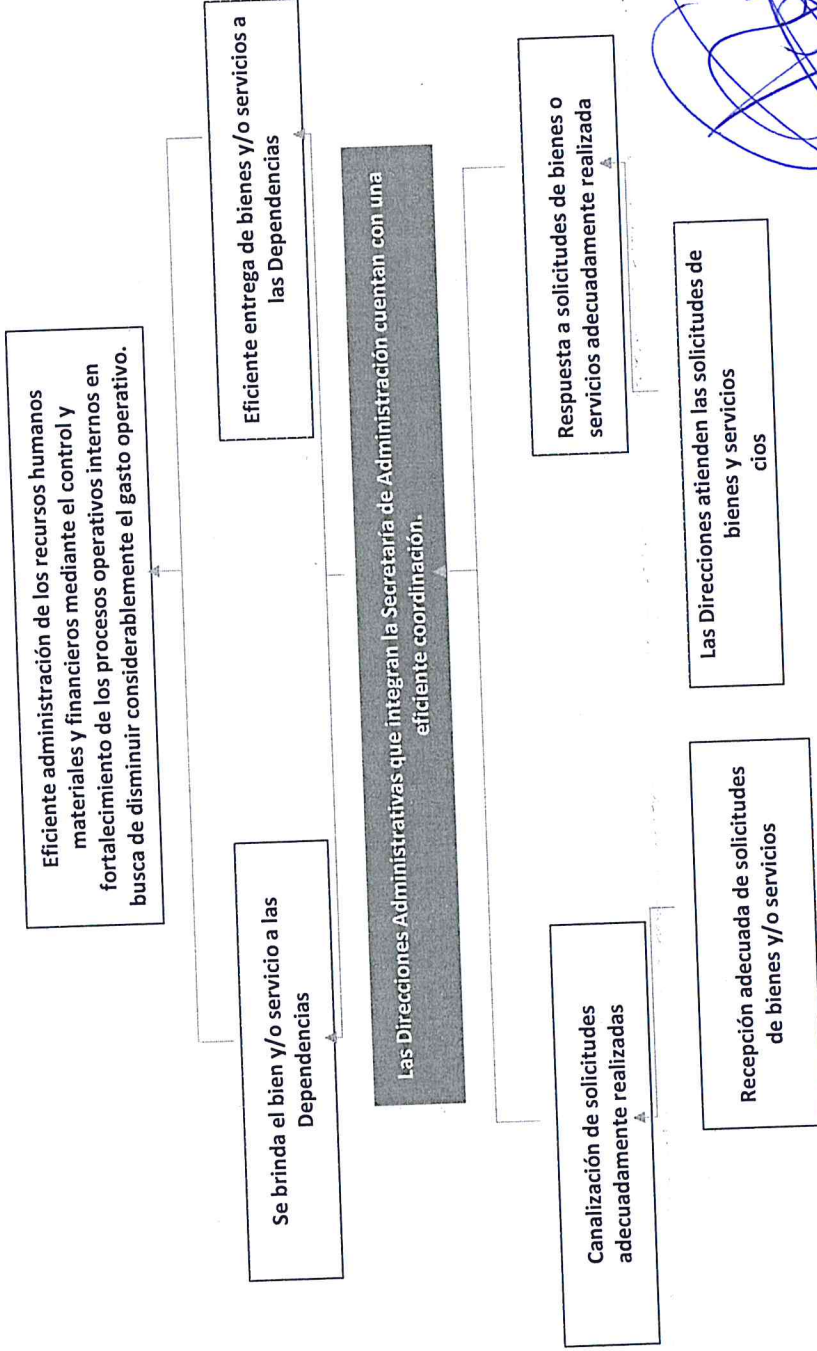 Eficiente administración de los recursos humanos
materiales y financieros mediante el control y
fortalecimiento de los procesos operativos internos en
busca de disminuir considerablemente el gasto operativo.
Se brinda el bien y/o servicio a las
Dependencias
Eficiente entrega de bienes y/o servicios a
las Dependencias
Las Direcciones Administrativas que integran la Secretaría de Administración cuentan con una
eficiente coordinación.
Canalización de solicitudes
adecuadamente realizadas
Respuesta a solicitudes de bienes o
servicios adecuadamente realizada
Recepción adecuada de solicitudes
de bienes y/o servicios
Las Direcciones atienden las solicitudes de
bienes y servicios
cios